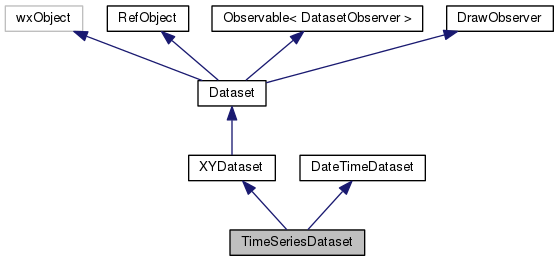 wxObject
RefObject
Observable< DatasetObserver >
DrawObserver
Dataset
XYDataset
DateTimeDataset
TimeSeriesDataset